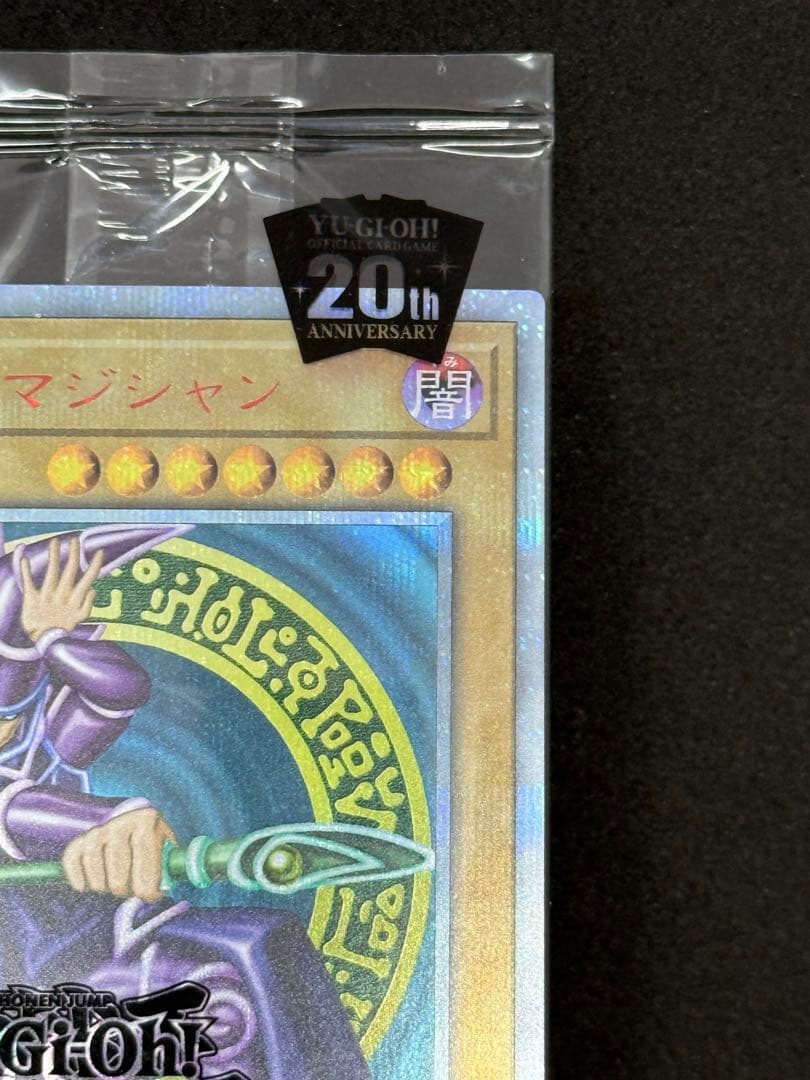 YU-GI-OH!
OFFICIAL CARD GAME
20th
ANNIVERSARY
マジシャン
み
闇
SHONEN JUMP
Gi-Oh!